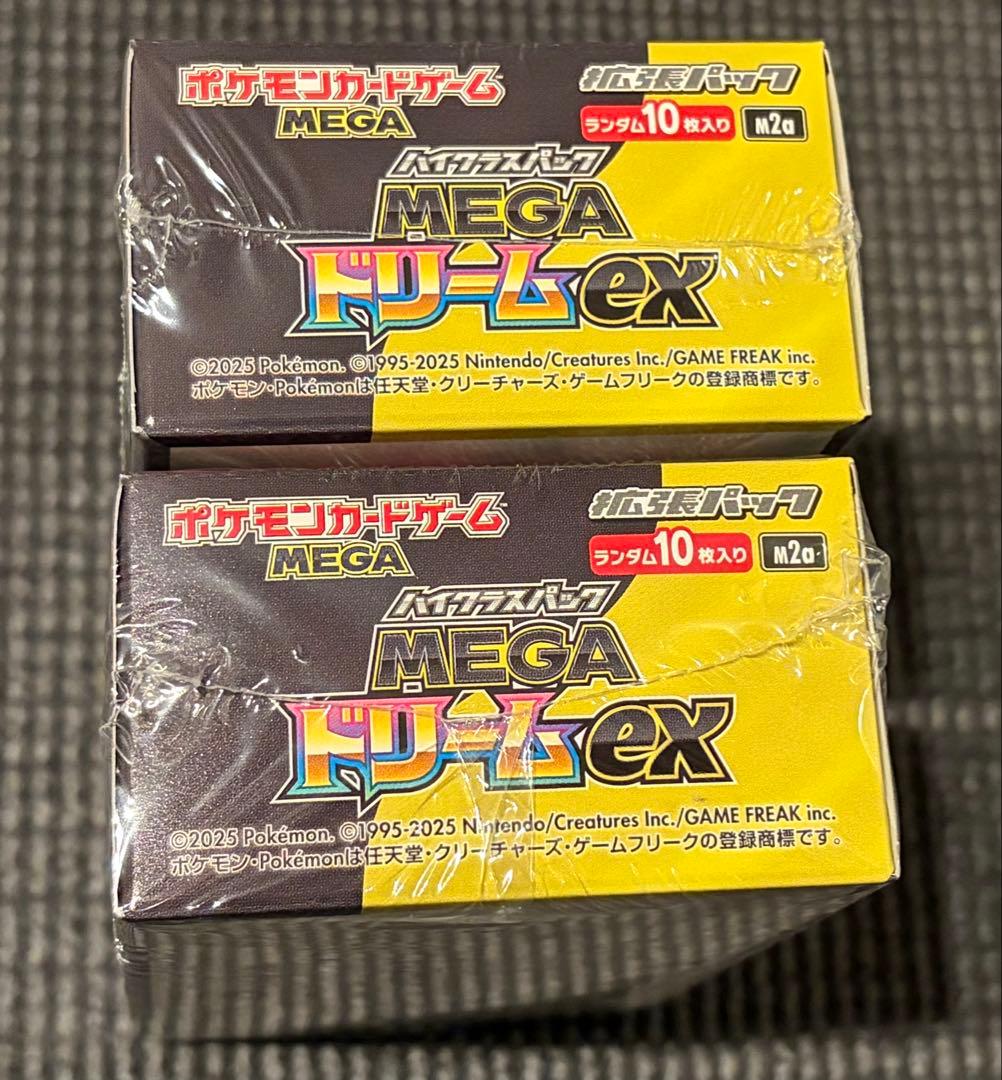 ポケモンカードゲーム
MEGA
拡張パック
ランダム10枚入り M2a
ハイクラスパック
MEGA
ドリームex
©2025 Pokémon. ©1995-2025 Nintendo/Creatures Inc./GAME FREAK inc.
ポケモン・Pokémonは任天堂・クリーチャーズ・ゲームフリークの登録商標です。
ポケモンカードゲーム
MEGA
拡張パック
ランダム10枚入り M2a
ハイクラスパック
MEGA
ドリームex
©2025 Pokémon. ©1995-2025 Nintendo/Creatures Inc./GAME FREAK inc.
ポケモン・Pokémonは任天堂・クリーチャーズ・ゲームフリークの登録商標です。